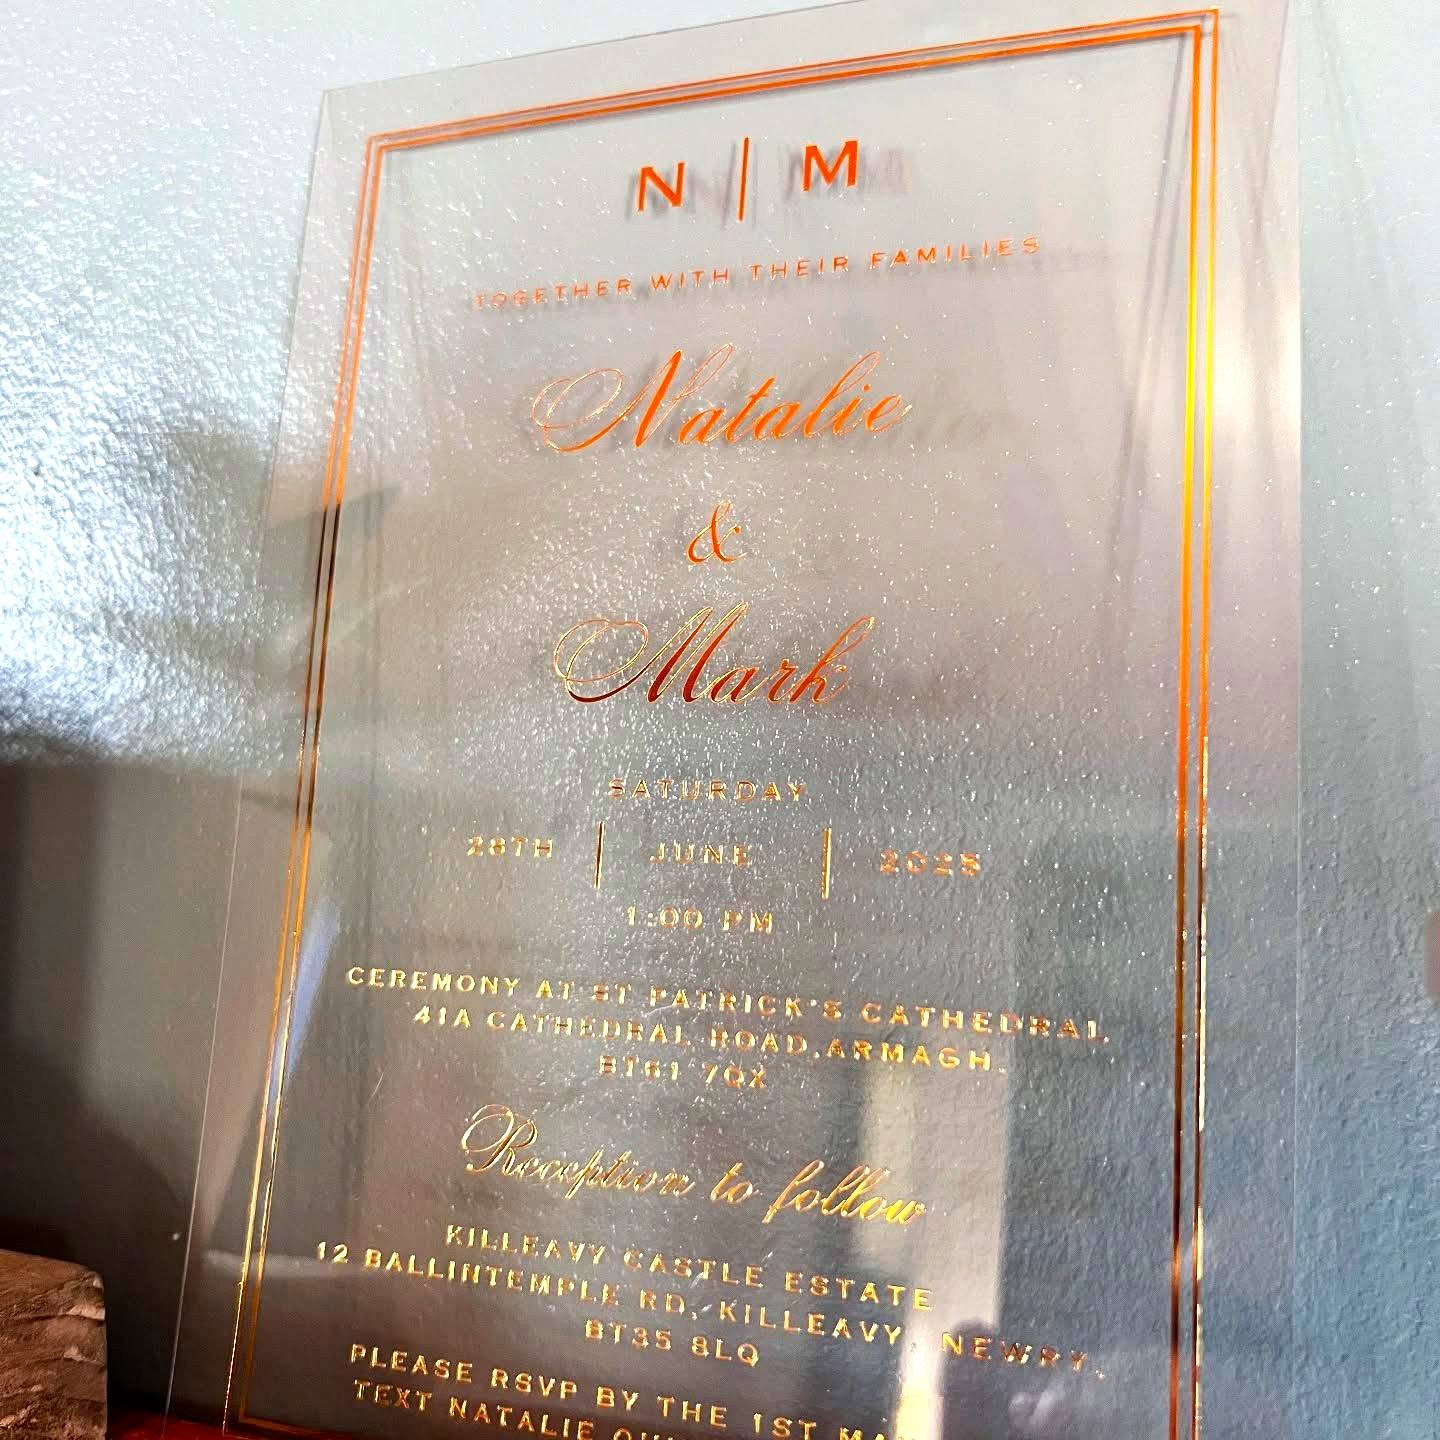 N | M
TOGETHER WITH THEIR FAMILIES
Natalie
&
Mark
SATURDAY
28TH | JUNE | 2025
1:00 PM
CEREMONY AT ST PATRICK'S CATHEDRAL
41A CATHEDRAL ROAD, ARMAGH.
BT61 7QX
Reception to follow
KILLEAVY CASTLE ESTATE
12 BALLINTEMPLE RD, KILLEAVY, NEWRY,
BT35 8LQ
PLEASE RSVP BY THE 1ST
TEXT NATALIE